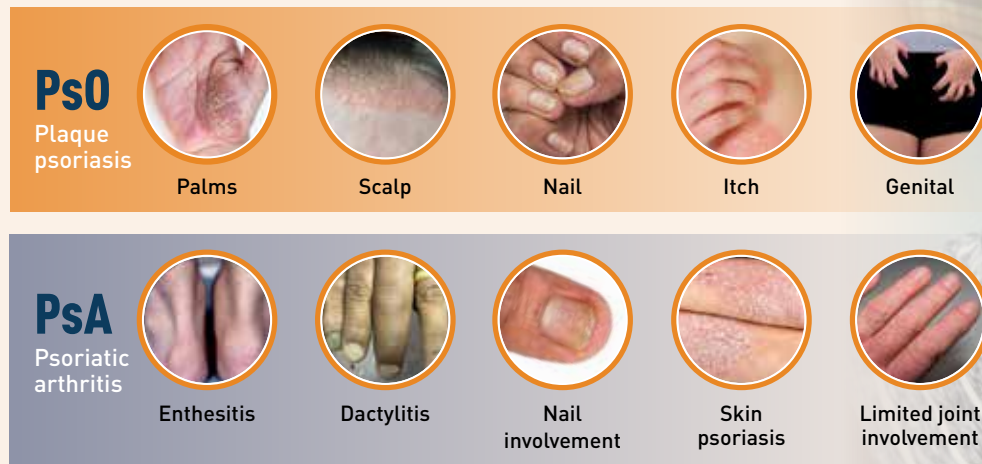 PsO
Plaque
psoriasis
Palms
Scalp
Nail
Itch
Genital
PsA
Psoriatic
arthritis
Enthesitis
Dactylitis
Nail
involvement
Skin
psoriasis
Limited joint
involvement